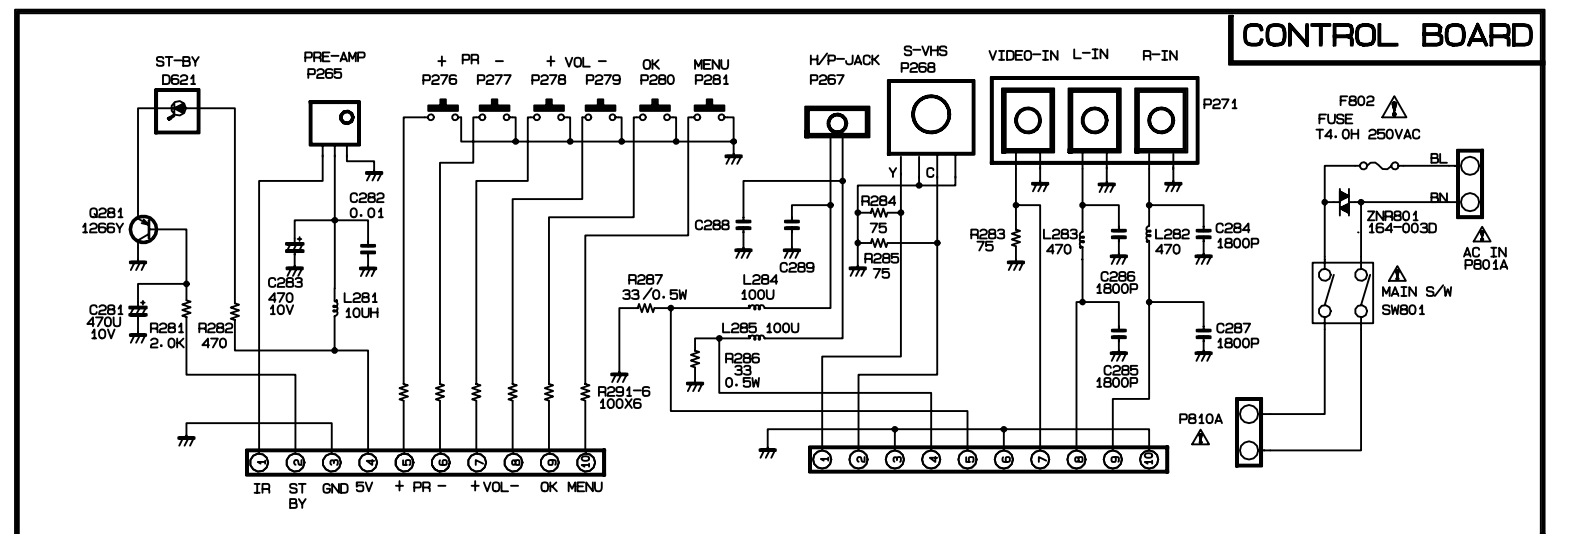 CONTROL BOARD
ST-BY
D621
PRE-AMP
P265
+ PR -
P276 P277
+ VOL -
P278 P279
OK
P280
MENU
P281
H/P-JACK
P267
S-VHS
P268
VIDEO-IN L-IN R-IN
P271
F802
FUSE
T4.0H 250VAC
BL
BN
ZNR801
164-003D
AC IN
P801A
MAIN S/W
SW801
P810A
Q281
1266Y
C281
470U
10V
R281
2.0K
R282
470
C283
470
10V
C282
0.01
L281
10UH
C288
C289
Y C
R284
75
R285
75
R287
33/0.5W
L284
100U
L285 100U
R286
33
0.5W
R291-6
100X6
R283
75
L283
470
C286
1800P
L282
470
C284
1800P
C285
1800P
C287
1800P
1 2 3 4 5 6 7 8 9 10
IR ST BY GND 5V + PR - + VOL - OK MENU
1 2 3 4 5 6 7 8 9 10